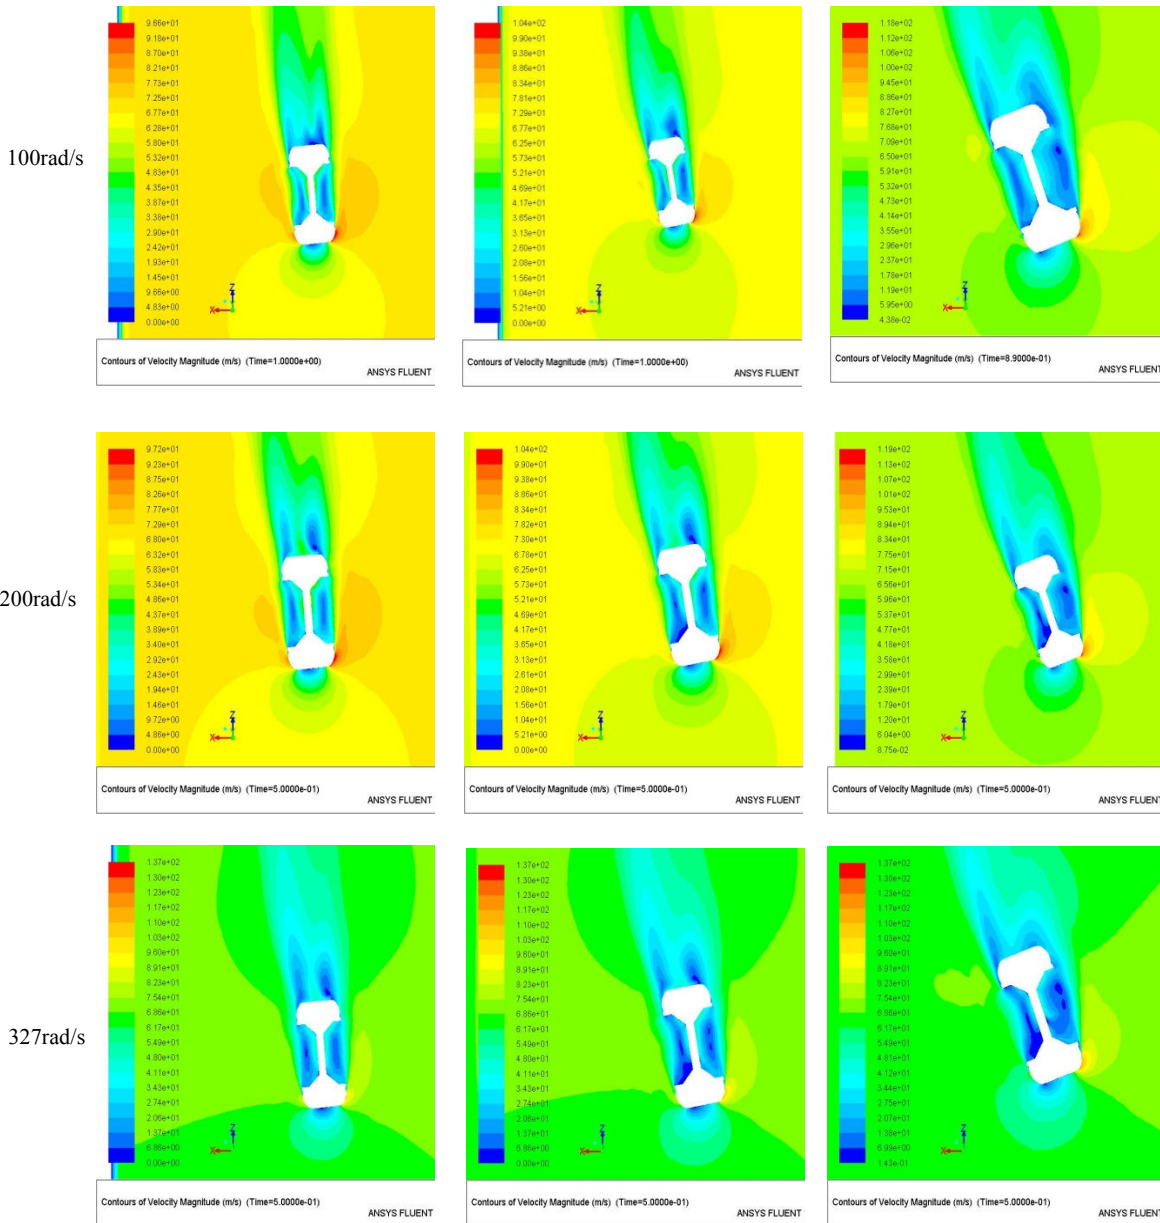 100rad/s
9.66e+01
9.18e+01
8.70e+01
8.21e+01
7.73e+01
7.25e+01
6.77e+01
6.28e+01
5.80e+01
5.32e+01
4.83e+01
4.35e+01
3.87e+01
3.38e+01
2.90e+01
2.42e+01
1.93e+01
1.45e+01
9.66e+00
4.83e+00
0.00e+00
Z
X
Contours of Velocity Magnitude (m/s) (Time=1.0000e+00)
ANSYS FLUENT
1.04e+02
9.90e+01
9.38e+01
8.86e+01
8.34e+01
7.81e+01
7.29e+01
6.77e+01
6.25e+01
5.73e+01
5.21e+01
4.69e+01
4.17e+01
3.65e+01
3.13e+01
2.60e+01
2.08e+01
1.56e+01
1.04e+01
5.21e+00
0.00e+00
Z
X
Contours of Velocity Magnitude (m/s) (Time=1.0000e+00)
ANSYS FLUENT
1.18e+02
1.12e+02
1.06e+02
1.00e+02
9.45e+01
8.86e+01
8.27e+01
7.68e+01
7.09e+01
6.50e+01
5.91e+01
5.32e+01
4.73e+01
4.14e+01
3.55e+01
2.96e+01
2.37e+01
1.78e+01
1.19e+01
5.95e+00
4.38e-02
Z
X
Contours of Velocity Magnitude (m/s) (Time=8.9000e-01)
ANSYS FLUENT
200rad/s
9.72e+01
9.23e+01
8.75e+01
8.26e+01
7.77e+01
7.29e+01
6.80e+01
6.32e+01
5.83e+01
5.34e+01
4.86e+01
4.37e+01
3.89e+01
3.40e+01
2.92e+01
2.43e+01
1.94e+01
1.46e+01
9.72e+00
4.86e+00
0.00e+00
Z
X
Contours of Velocity Magnitude (m/s) (Time=5.0000e-01)
ANSYS FLUENT
1.04e+02
9.90e+01
9.38e+01
8.86e+01
8.34e+01
7.82e+01
7.30e+01
6.78e+01
6.25e+01
5.73e+01
5.21e+01
4.69e+01
4.17e+01
3.65e+01
3.13e+01
2.61e+01
2.08e+01
1.56e+01
1.04e+01
5.21e+00
0.00e+00
Z
X
Contours of Velocity Magnitude (m/s) (Time=5.0000e-01)
ANSYS FLUENT
1.19e+02
1.13e+02
1.07e+02
1.01e+02
9.53e+01
8.94e+01
8.34e+01
7.75e+01
7.15e+01
6.56e+01
5.96e+01
5.37e+01
4.77e+01
4.18e+01
3.58e+01
2.99e+01
2.39e+01
1.79e+01
1.20e+01
6.04e+00
8.75e-02
Z
X
Contours of Velocity Magnitude (m/s) (Time=5.0000e-01)
ANSYS FLUENT
327rad/s
1.37e+02
1.30e+02
1.23e+02
1.17e+02
1.10e+02
1.03e+02
9.60e+01
8.91e+01
8.23e+01
7.54e+01
6.86e+01
6.17e+01
5.49e+01
4.80e+01
4.11e+01
3.43e+01
2.74e+01
2.06e+01
1.37e+01
6.86e+00
0.00e+00
Z
X
Contours of Velocity Magnitude (m/s) (Time=5.0000e-01)
ANSYS FLUENT
1.37e+02
1.30e+02
1.23e+02
1.17e+02
1.10e+02
1.03e+02
9.60e+01
8.91e+01
8.23e+01
7.54e+01
6.86e+01
6.17e+01
5.49e+01
4.80e+01
4.11e+01
3.43e+01
2.74e+01
2.06e+01
1.37e+01
6.86e+00
0.00e+00
Z
X
Contours of Velocity Magnitude (m/s) (Time=5.0000e-01)
ANSYS FLUENT
1.37e+02
1.30e+02
1.23e+02
1.17e+02
1.10e+02
1.03e+02
9.60e+01
8.91e+01
8.23e+01
7.54e+01
6.86e+01
6.17e+01
5.49e+01
4.81e+01
4.12e+01
3.44e+01
2.75e+01
2.07e+01
1.38e+01
6.99e+00
1.43e-01
Z
X
Contours of Velocity Magnitude (m/s) (Time=5.0000e-01)
ANSYS FLUENT